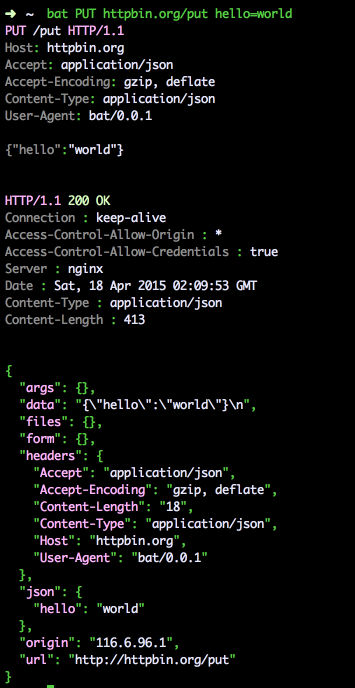 ➜  ~  bat PUT httpbin.org/put hello=world
PUT /put HTTP/1.1
Host: httpbin.org
Accept: application/json
Accept-Encoding: gzip, deflate
Content-Type: application/json
User-Agent: bat/0.0.1

{"hello":"world"}

HTTP/1.1 200 OK
Connection : keep-alive
Access-Control-Allow-Origin : *
Access-Control-Allow-Credentials : true
Server : nginx
Date : Sat, 18 Apr 2015 02:09:53 GMT
Content-Type : application/json
Content-Length : 413

{
  "args": {},
  "data": "{\"hello\":\"world\"}\n",
  "files": {},
  "form": {},
  "headers": {
    "Accept": "application/json",
    "Accept-Encoding": "gzip, deflate",
    "Content-Length": "18",
    "Content-Type": "application/json",
    "Host": "httpbin.org",
    "User-Agent": "bat/0.0.1"
  },
  "json": {
    "hello": "world"
  },
  "origin": "116.6.96.1",
  "url": "http://httpbin.org/put"
}